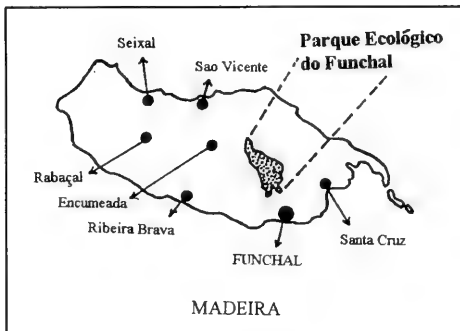 Seixal
Parque Ecológico
do Funchal
Sao Vicente
Rabaçal
Encumeada
Ribeira Brava
FUNCHAL
Santa Cruz
MADEIRA